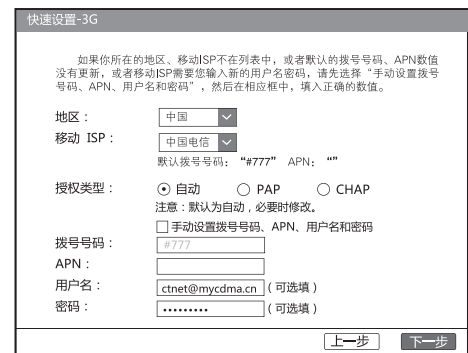 快速设置-3G
如果你所在的地区、移动ISP不在列表中，或者默认的拨号号码、APN数值
没有更新，或者移动ISP需要您输入新的用户名密码，请先选择“手动设置拨号
号码、APN、用户名和密码”，然后在相应框中，填入正确的数值。
地区： 中国
移动 ISP： 中国电信
默认拨号号码： “#777” APN： “”
授权类型： 自动 PAP CHAP
注意：默认为自动，必要时修改。
手动设置拨号号码、APN、用户名和密码
拨号号码： #777
APN：
用户名： ctnet@mycdma.cn （可选填）
密码： ••••••••• （可选填）
上一步 下一步